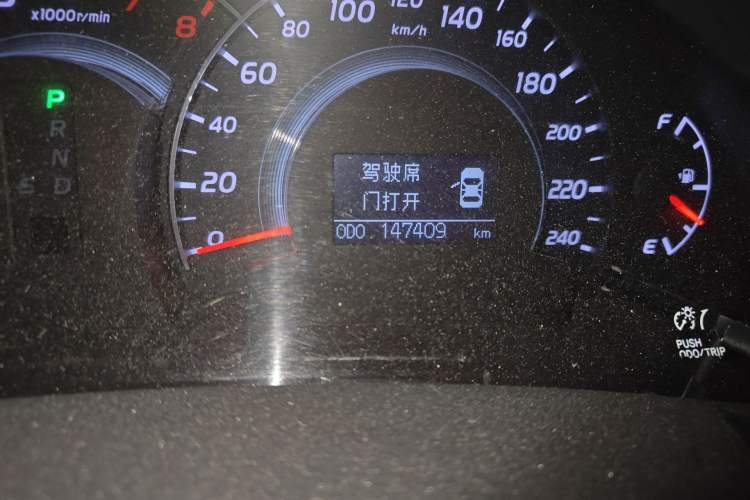 x1000r/min
8
P
R
N
S D
0
20
40
60
80
100
120
km/h
140
160
180
200
220
240
驾驶席
门打开
ODO 147409 km
F
E
PUSH
ODO/TRIP